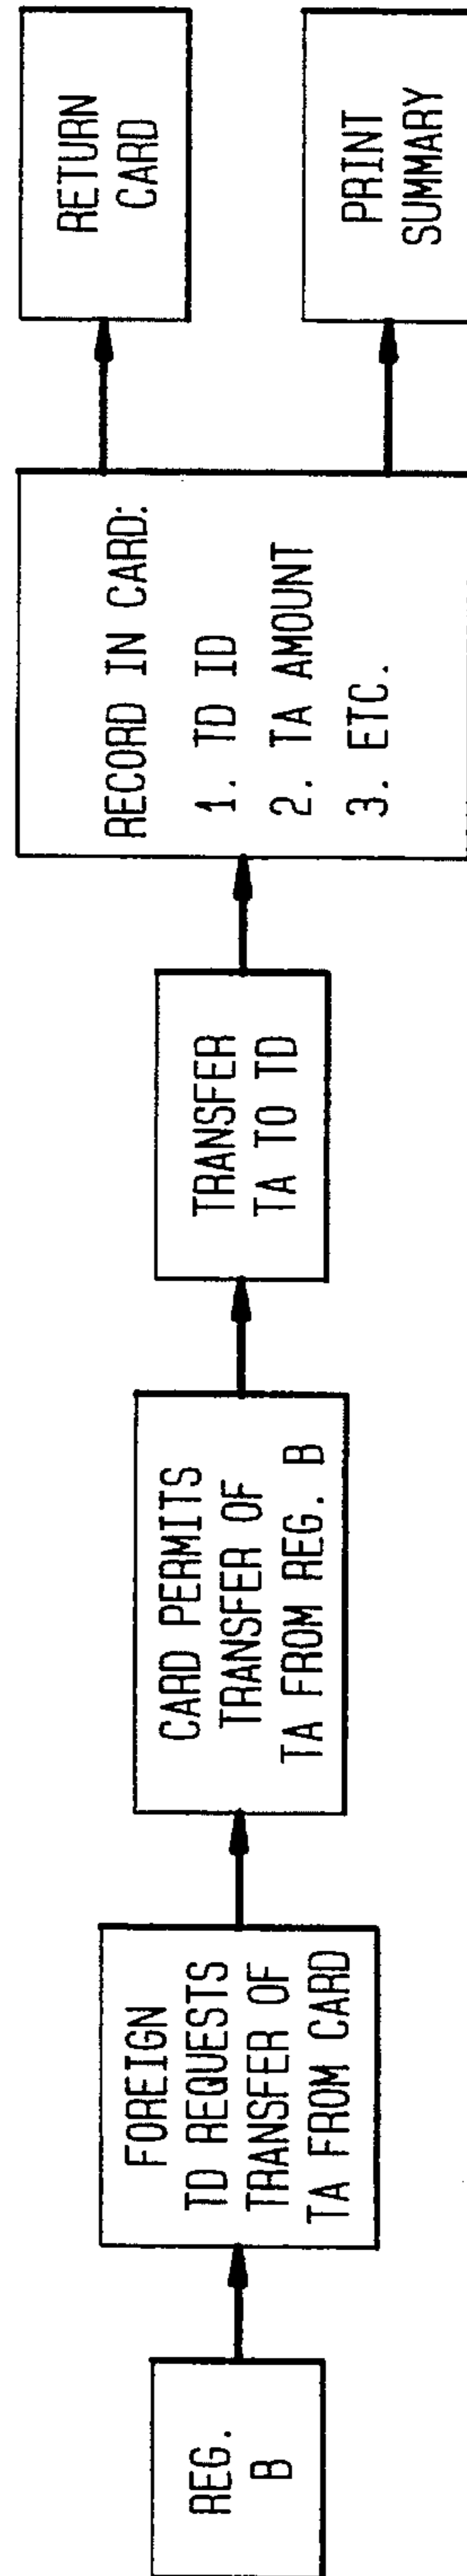 REG.
B
FOREIGN
TD REQUESTS
TRANSFER OF
TA FROM CARD
CARD PERMITS
TRANSFER OF
TA FROM REG. B
TRANSFER
TA TO TD
RECORD IN CARD:
1. TD ID
2. TA AMOUNT
3. ETC.
RETURN
CARD
PRINT
SUMMARY